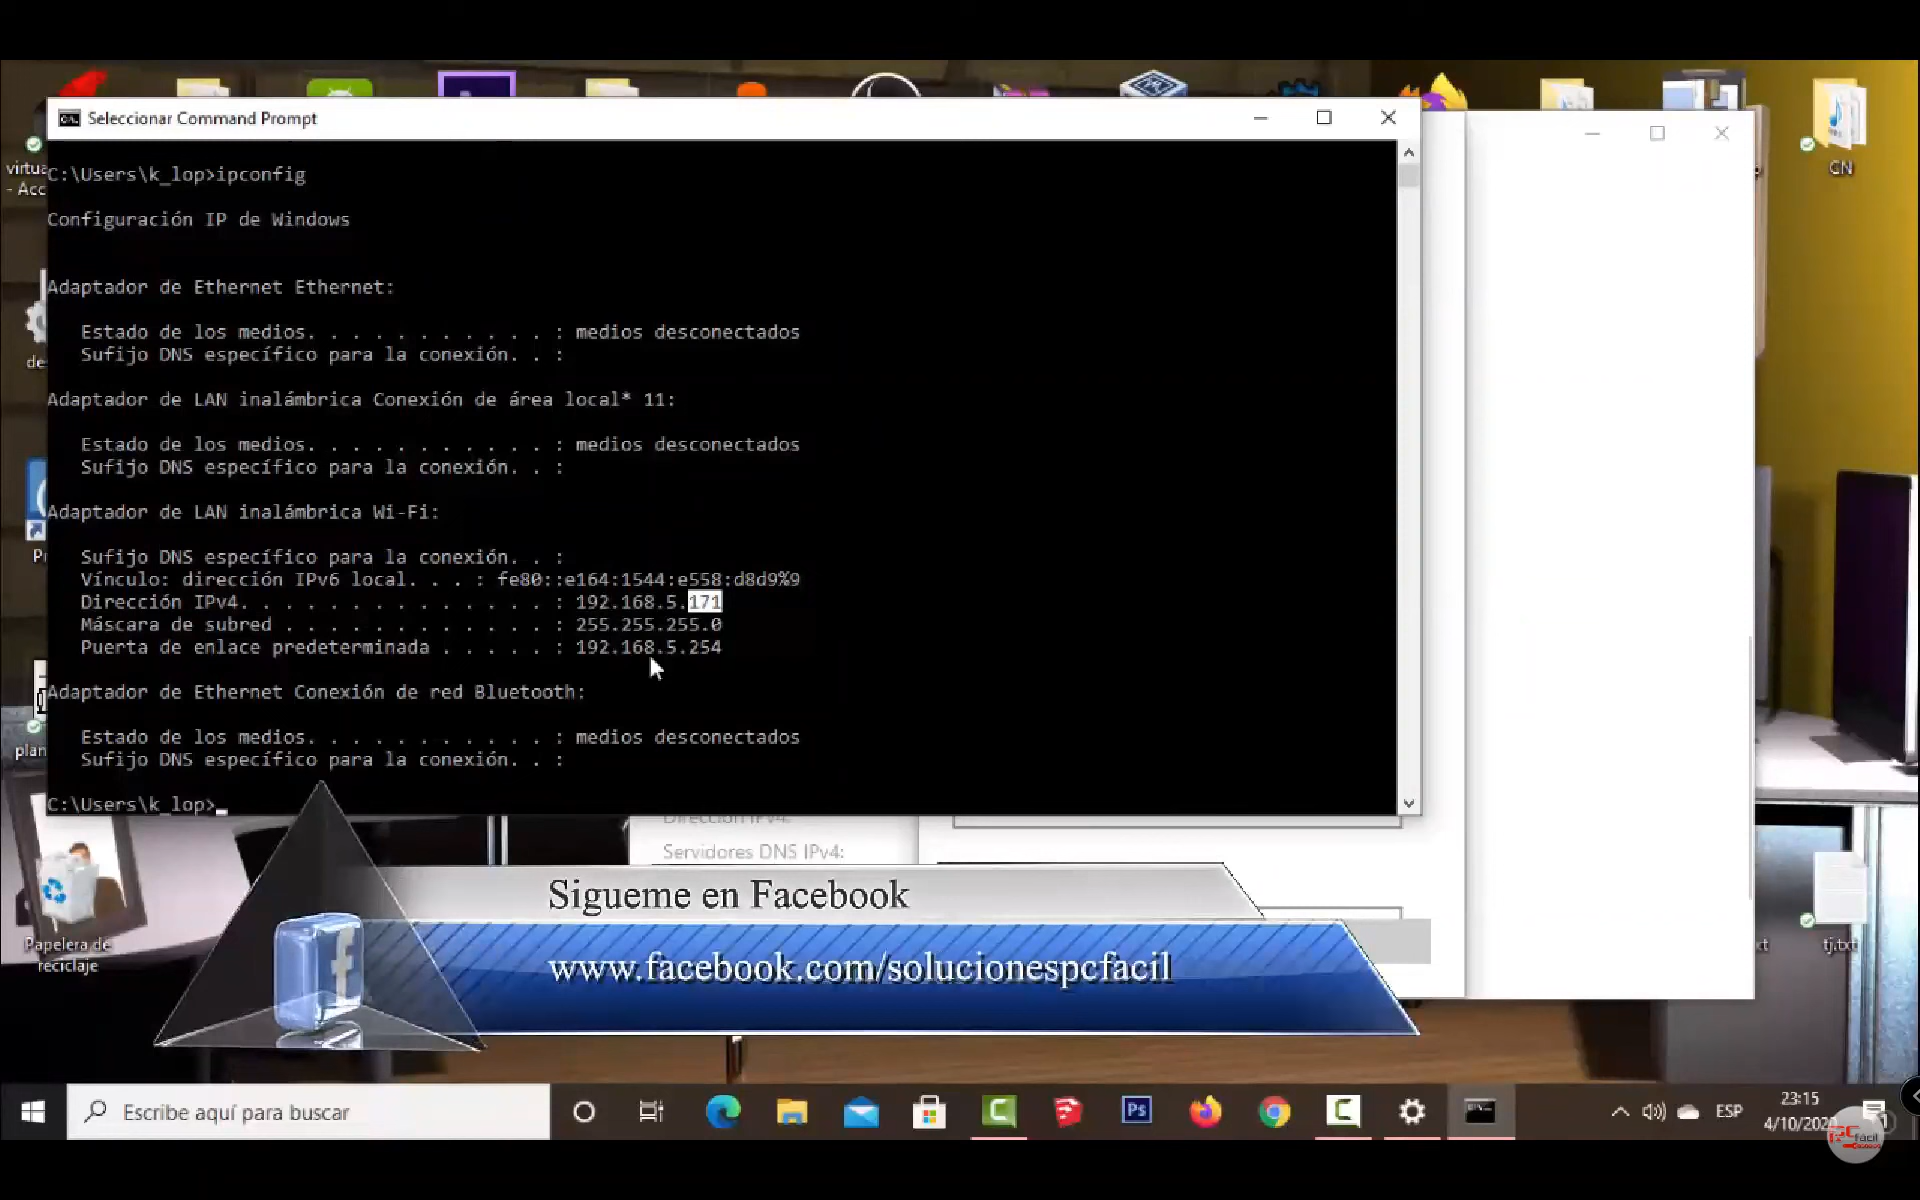 Seleccionar Command Prompt
C:\Users\k_lop>ipconfig
Configuración IP de Windows
Adaptador de Ethernet Ethernet:
Estado de los medios. . . . . . . . . . . : medios desconectados
Sufijo DNS específico para la conexión. . :
Adaptador de LAN inalámbrica Conexión de área local* 11:
Estado de los medios. . . . . . . . . . . : medios desconectados
Sufijo DNS específico para la conexión. . :
Adaptador de LAN inalámbrica Wi-Fi:
Sufijo DNS específico para la conexión. . :
Vínculo: dirección IPv6 local. . . : fe80::e164:1544:e558:d8d9%9
Dirección IPv4. . . . . . . . . . . . . . : 192.168.5.171
Máscara de subred . . . . . . . . . . . . : 255.255.255.0
Puerta de enlace predeterminada . . . . . : 192.168.5.254
Adaptador de Ethernet Conexión de red Bluetooth:
Estado de los medios. . . . . . . . . . . : medios desconectados
Sufijo DNS específico para la conexión. . :
C:\Users\k_lop>
CN
Dirección IPv4:
Servidores DNS IPv4:
Sigueme en Facebook
www.facebook.com/solucionespcfacil
Papelera de
reciclaje
tj.txt
Escribe aquí para buscar
Ps
ESP
23:15
4/10/202